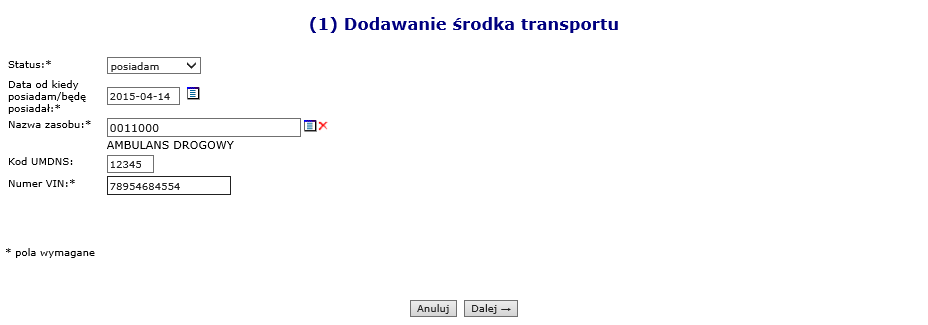 (1) Dodawanie środka transportu
Status:*
posiadam
Data od kiedy
posiadam/będę
posiadał:*
2015-04-14
Nazwa zasobu:*
0011000
AMBULANS DROGOWY
Kod UMDNS:
12345
Numer VIN:*
78954684554
* pola wymagane
Anuluj
Dalej →